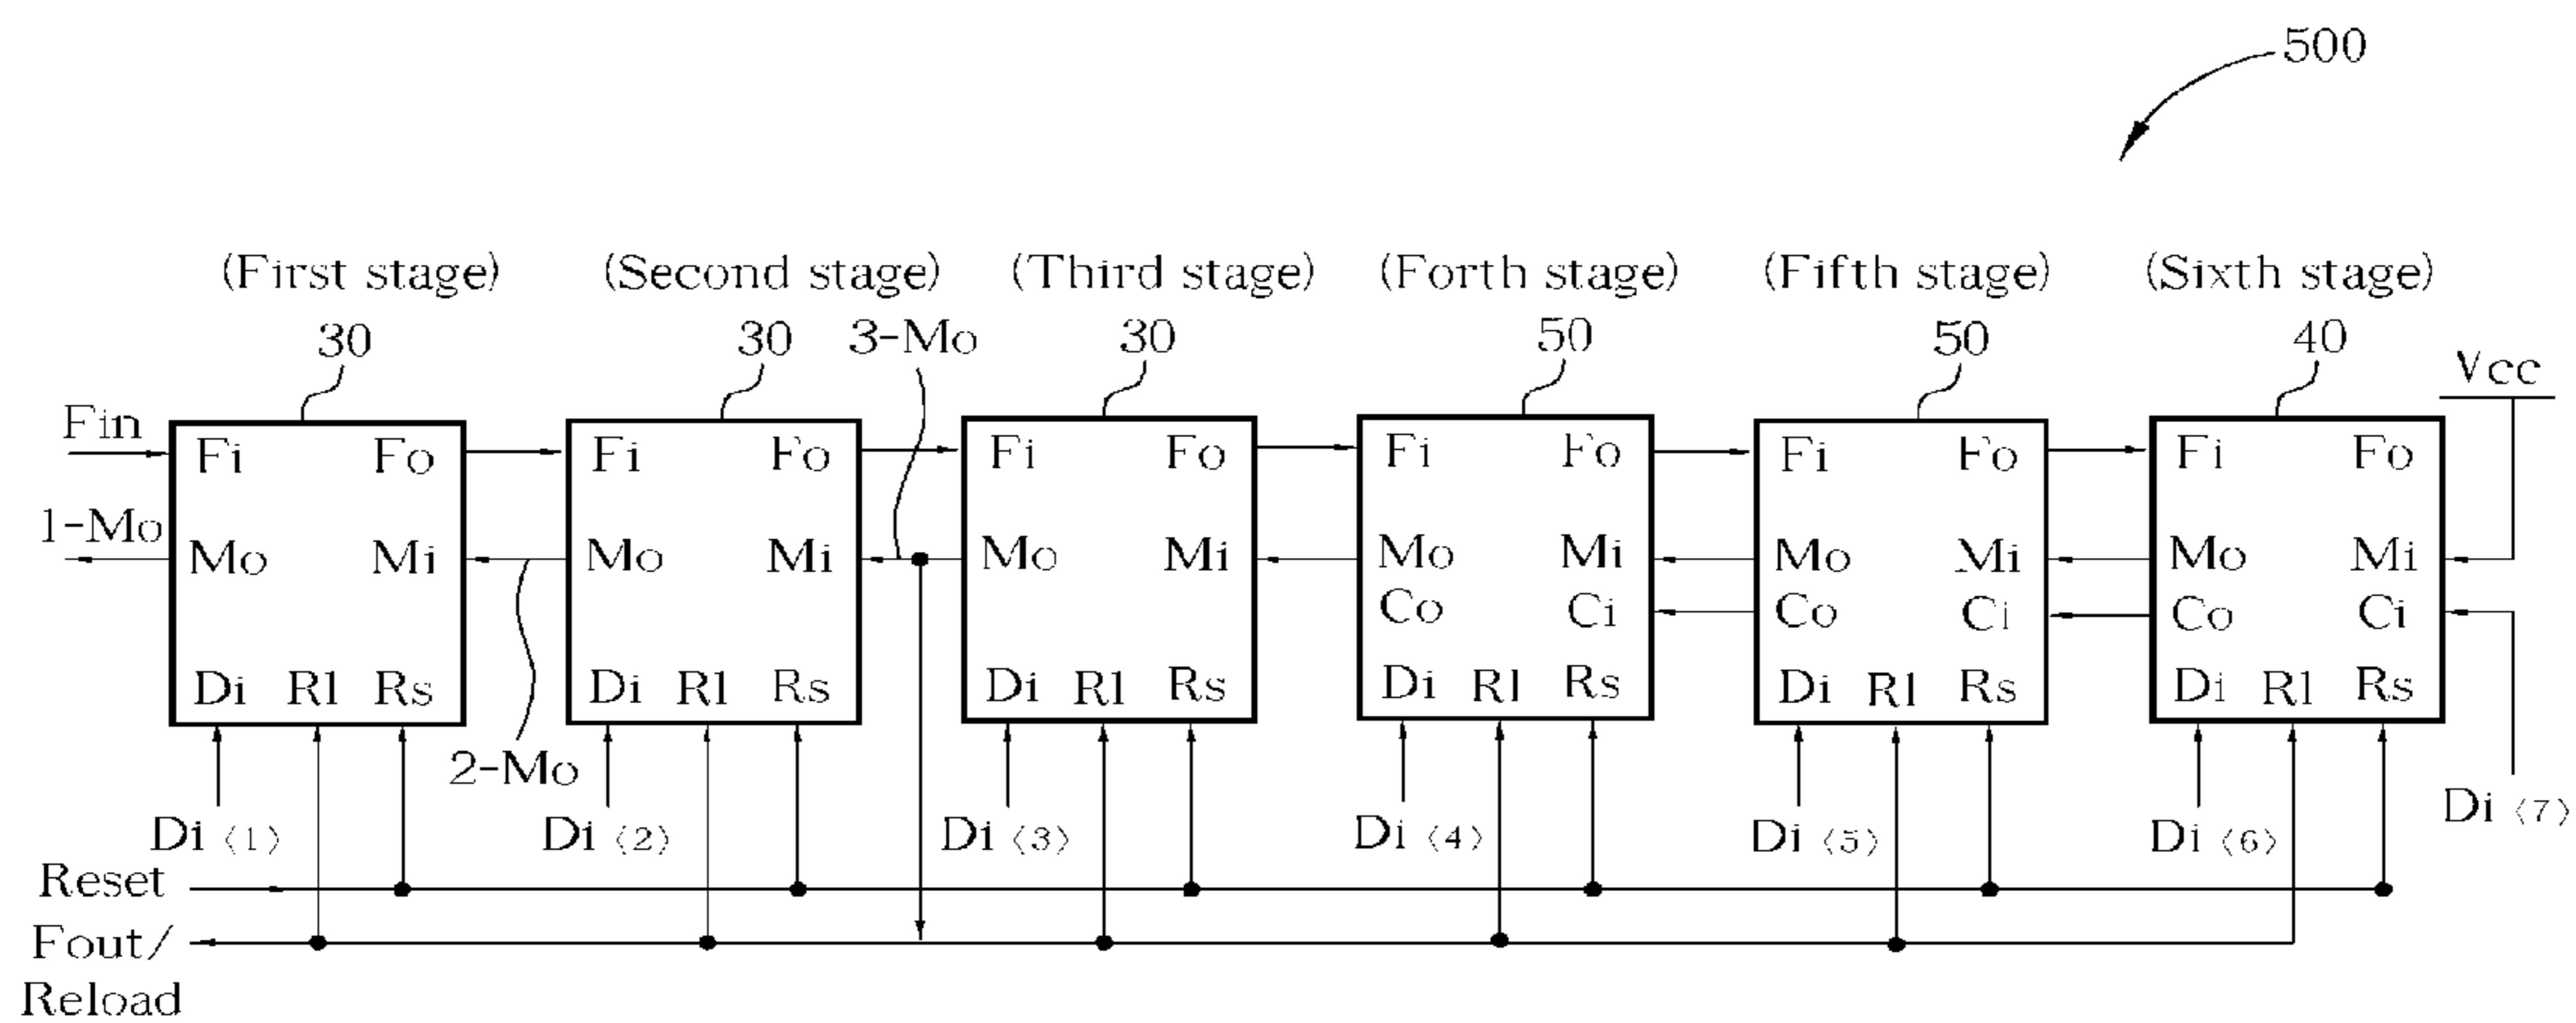 500
(First stage) (Second stage) (Third stage) (Forth stage) (Fifth stage) (Sixth stage)
30 30 3-Mo 30 50 50 40 Vcc
Fin
Fi Fo Fi Fo Fi Fo Fi Fo Fi Fo Fi Fo
1-Mo
Mo Mi Mo Mi Mo Mi Mo Mi Mo Mi Mo Mi
Co Ci Co Ci Co Ci
Di Rl Rs Di Rl Rs Di Rl Rs Di Rl Rs Di Rl Rs Di Rl Rs
2-Mo
Di ⟨1⟩ Di ⟨2⟩ Di ⟨3⟩ Di ⟨4⟩ Di ⟨5⟩ Di ⟨6⟩ Di ⟨7⟩
Reset
Fout/
Reload